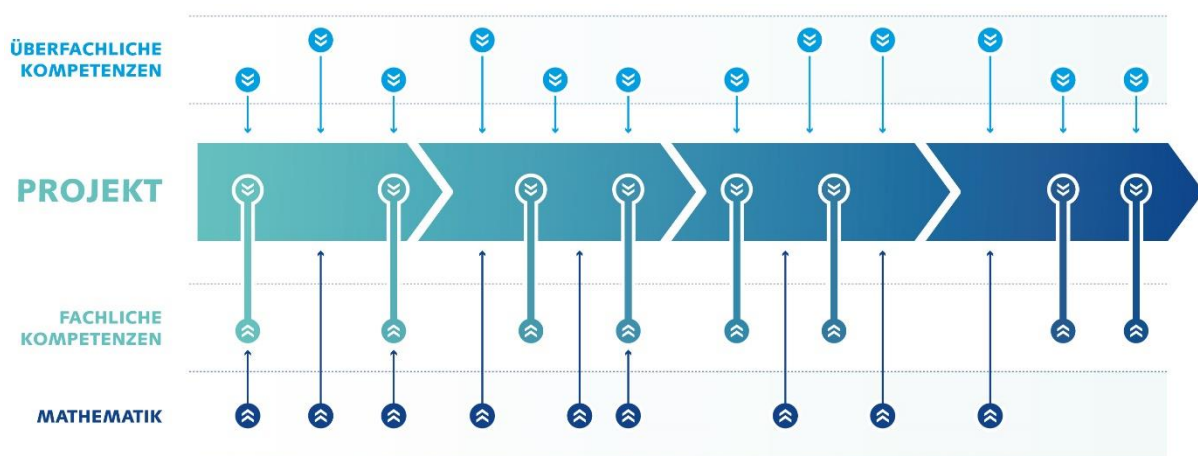 ÜBERFACHLICHE
KOMPETENZEN
PROJEKT
FACHLICHE
KOMPETENZEN
MATHEMATIK